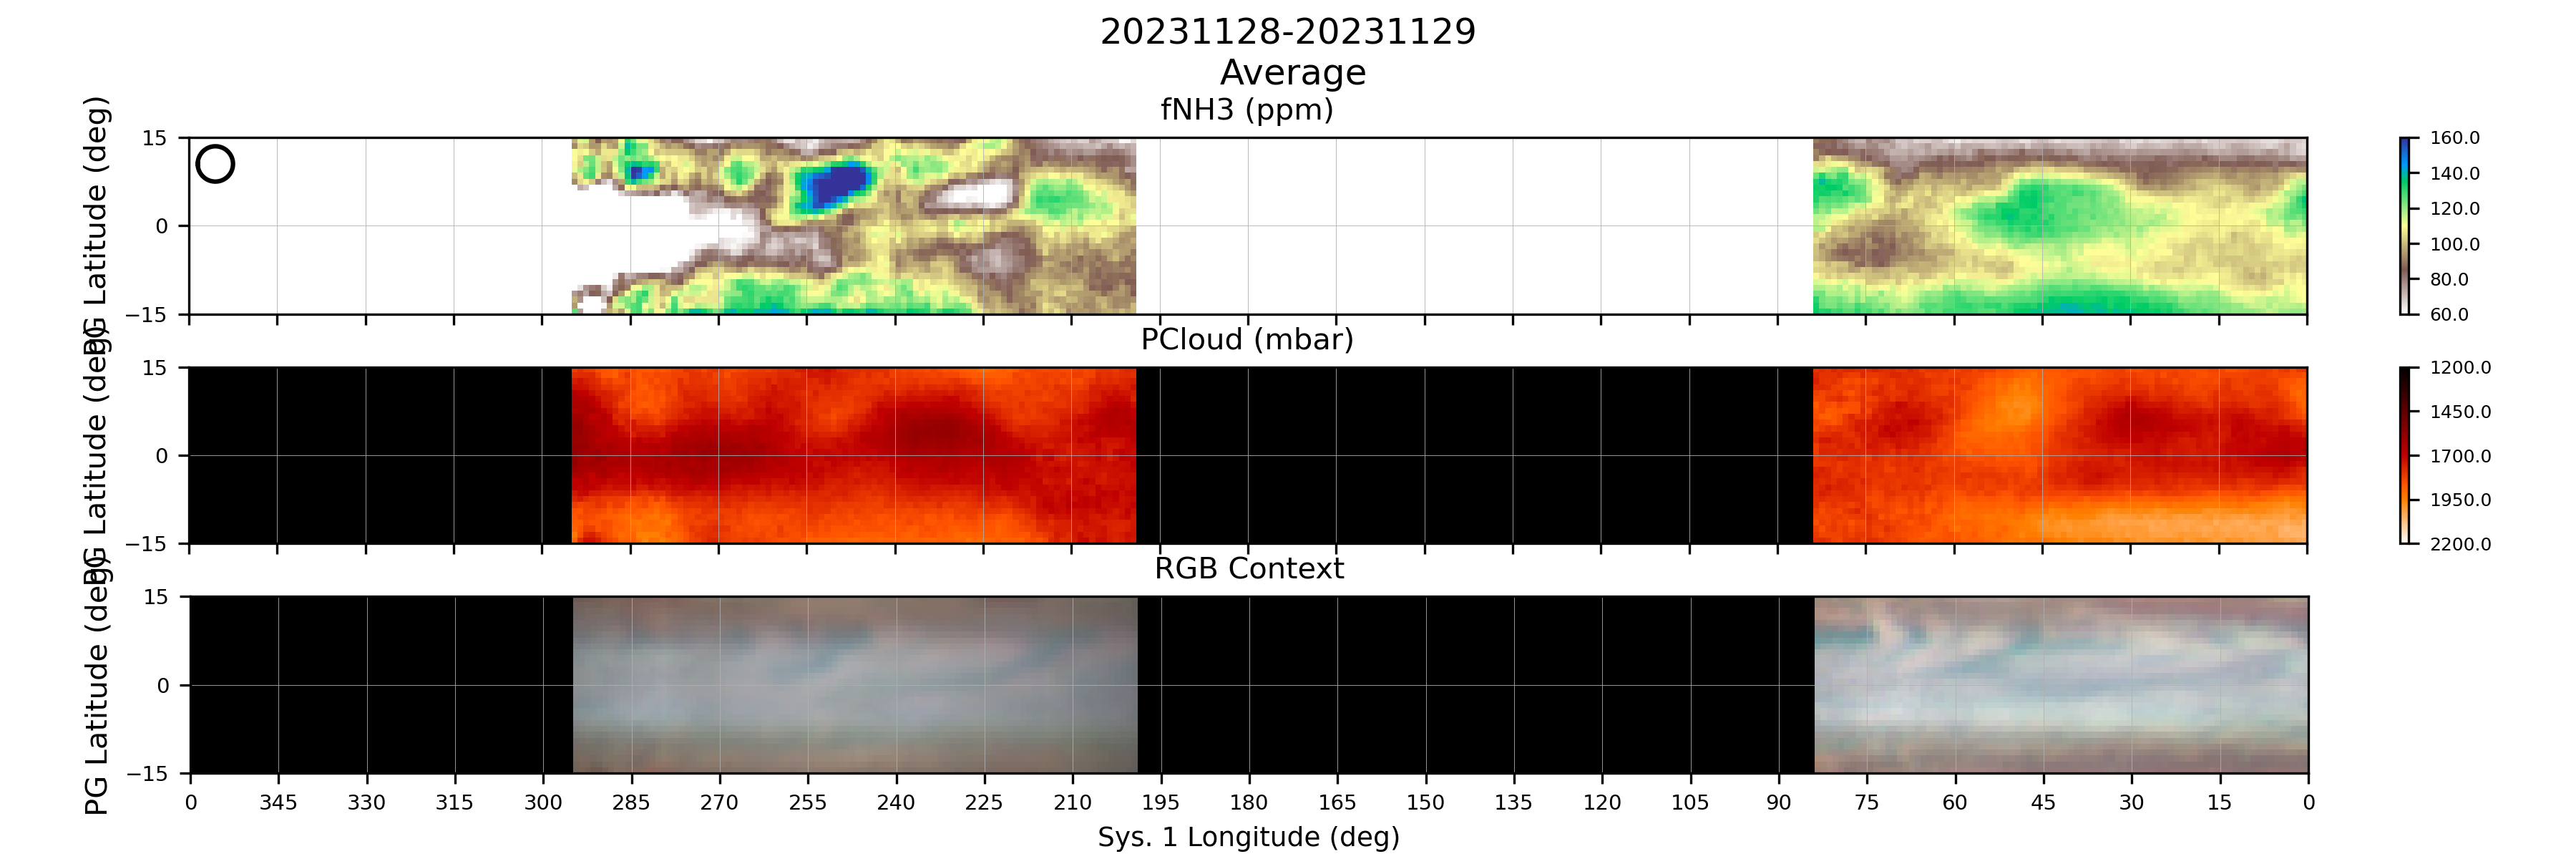 20231128-20231129
Average
fNH3 (ppm)
PG Latitude (deg)
15
0
−15
160.0
140.0
120.0
100.0
80.0
60.0
PCloud (mbar)
PG Latitude (deg)
15
0
−15
1200.0
1450.0
1700.0
1950.0
2200.0
RGB Context
PG Latitude (deg)
15
0
−15
0 345 330 315 300 285 270 255 240 225 210 195 180 165 150 135 120 105 90 75 60 45 30 15 0
Sys. 1 Longitude (deg)